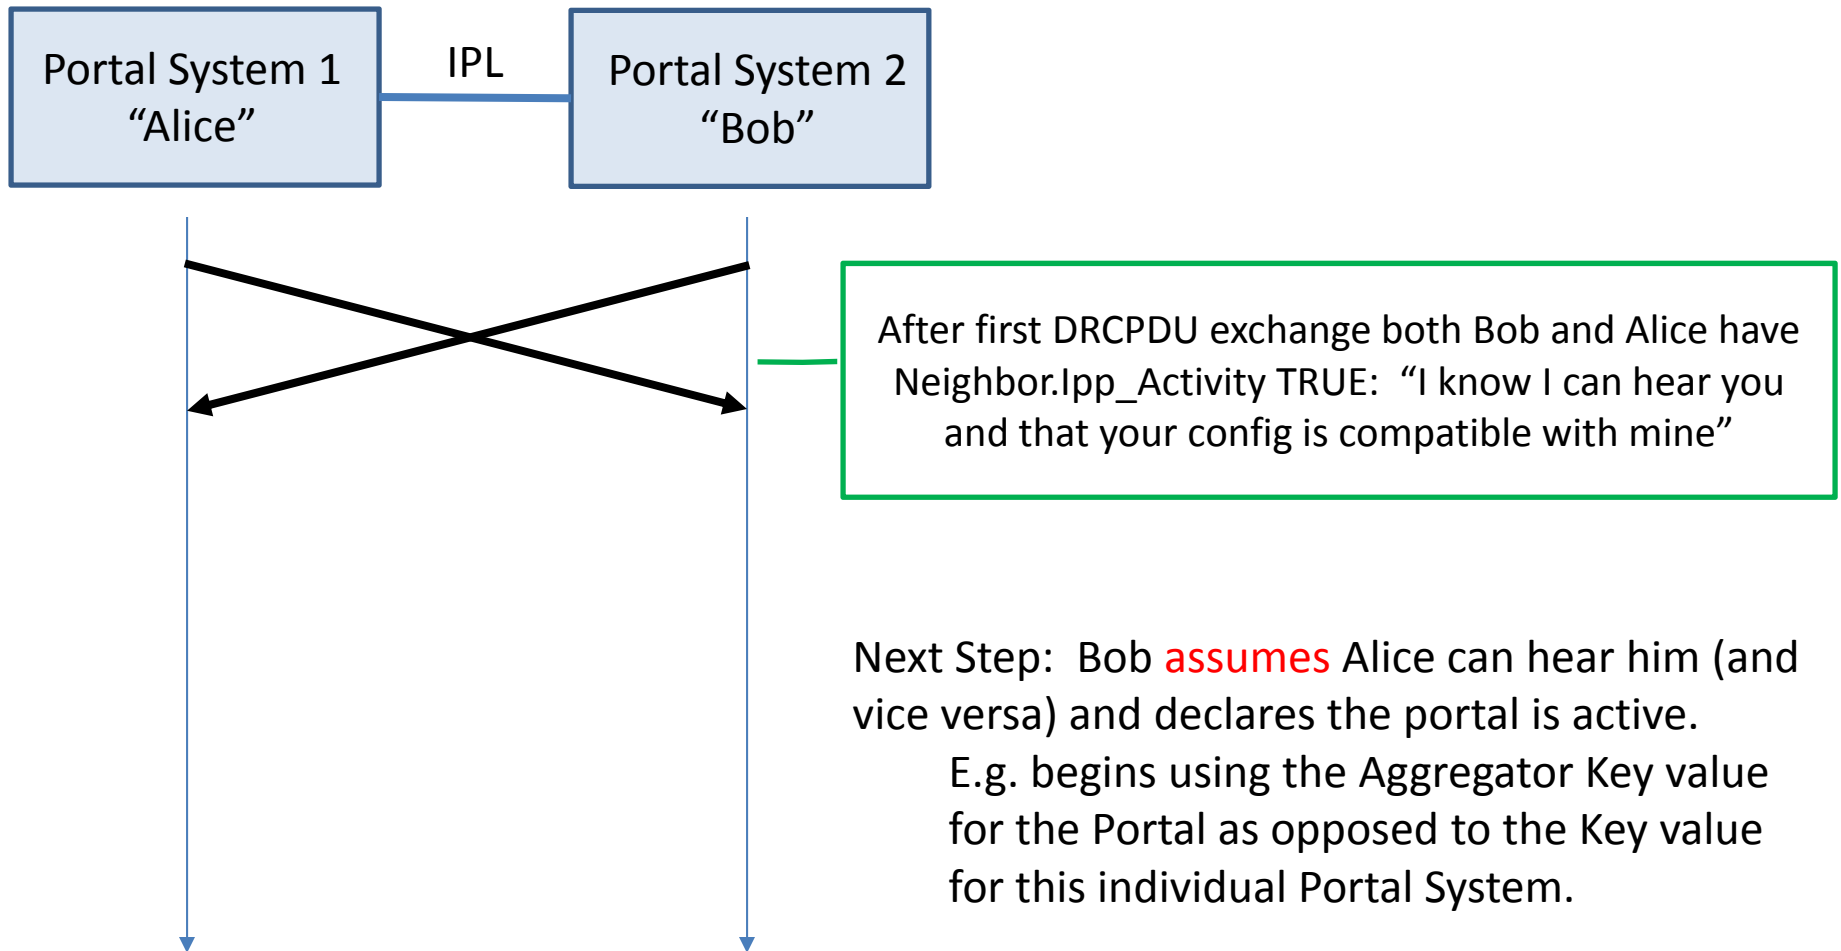 Portal System 1
“Alice”
IPL
Portal System 2
“Bob”
After first DRCPDU exchange both Bob and Alice have
Neighbor.Ipp_Activity TRUE:  “I know I can hear you
and that your config is compatible with mine”
Next Step:  Bob assumes Alice can hear him (and
vice versa) and declares the portal is active.
E.g. begins using the Aggregator Key value
for the Portal as opposed to the Key value
for this individual Portal System.